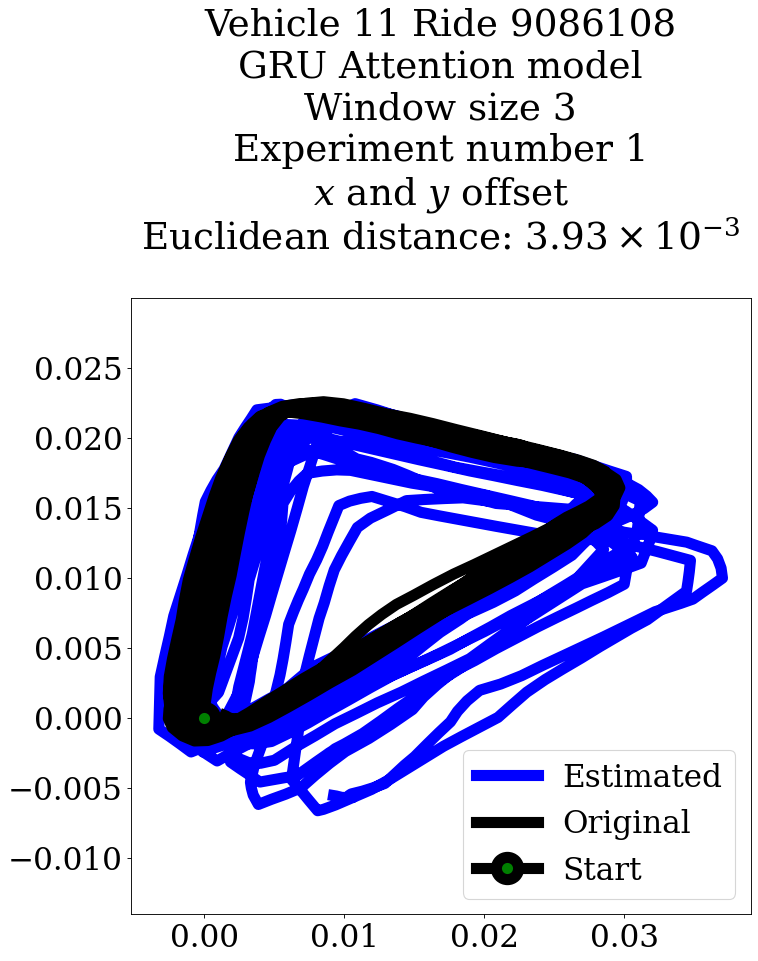 Vehicle 11 Ride 9086108
GRU Attention model
Window size 3
Experiment number 1
x and y offset
Euclidean distance: 3.93 × 10⁻³
0.025
0.020
0.015
0.010
0.005
0.000
−0.005
−0.010
Estimated
Original
Start
0.00 0.01 0.02 0.03